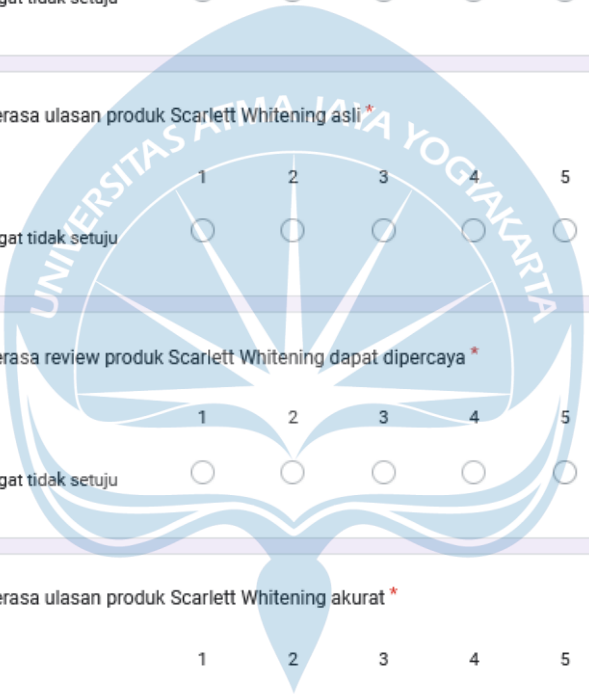 gat tidak setuju
erasa ulasan produk Scarlett Whitening asli *
UNIVERSITAS ATMA JAYA YOGYAKARTA
1 2 3 4 5
gat tidak setuju
erasa review produk Scarlett Whitening dapat dipercaya *
1 2 3 4 5
gat tidak setuju
erasa ulasan produk Scarlett Whitening akurat *
1 2 3 4 5